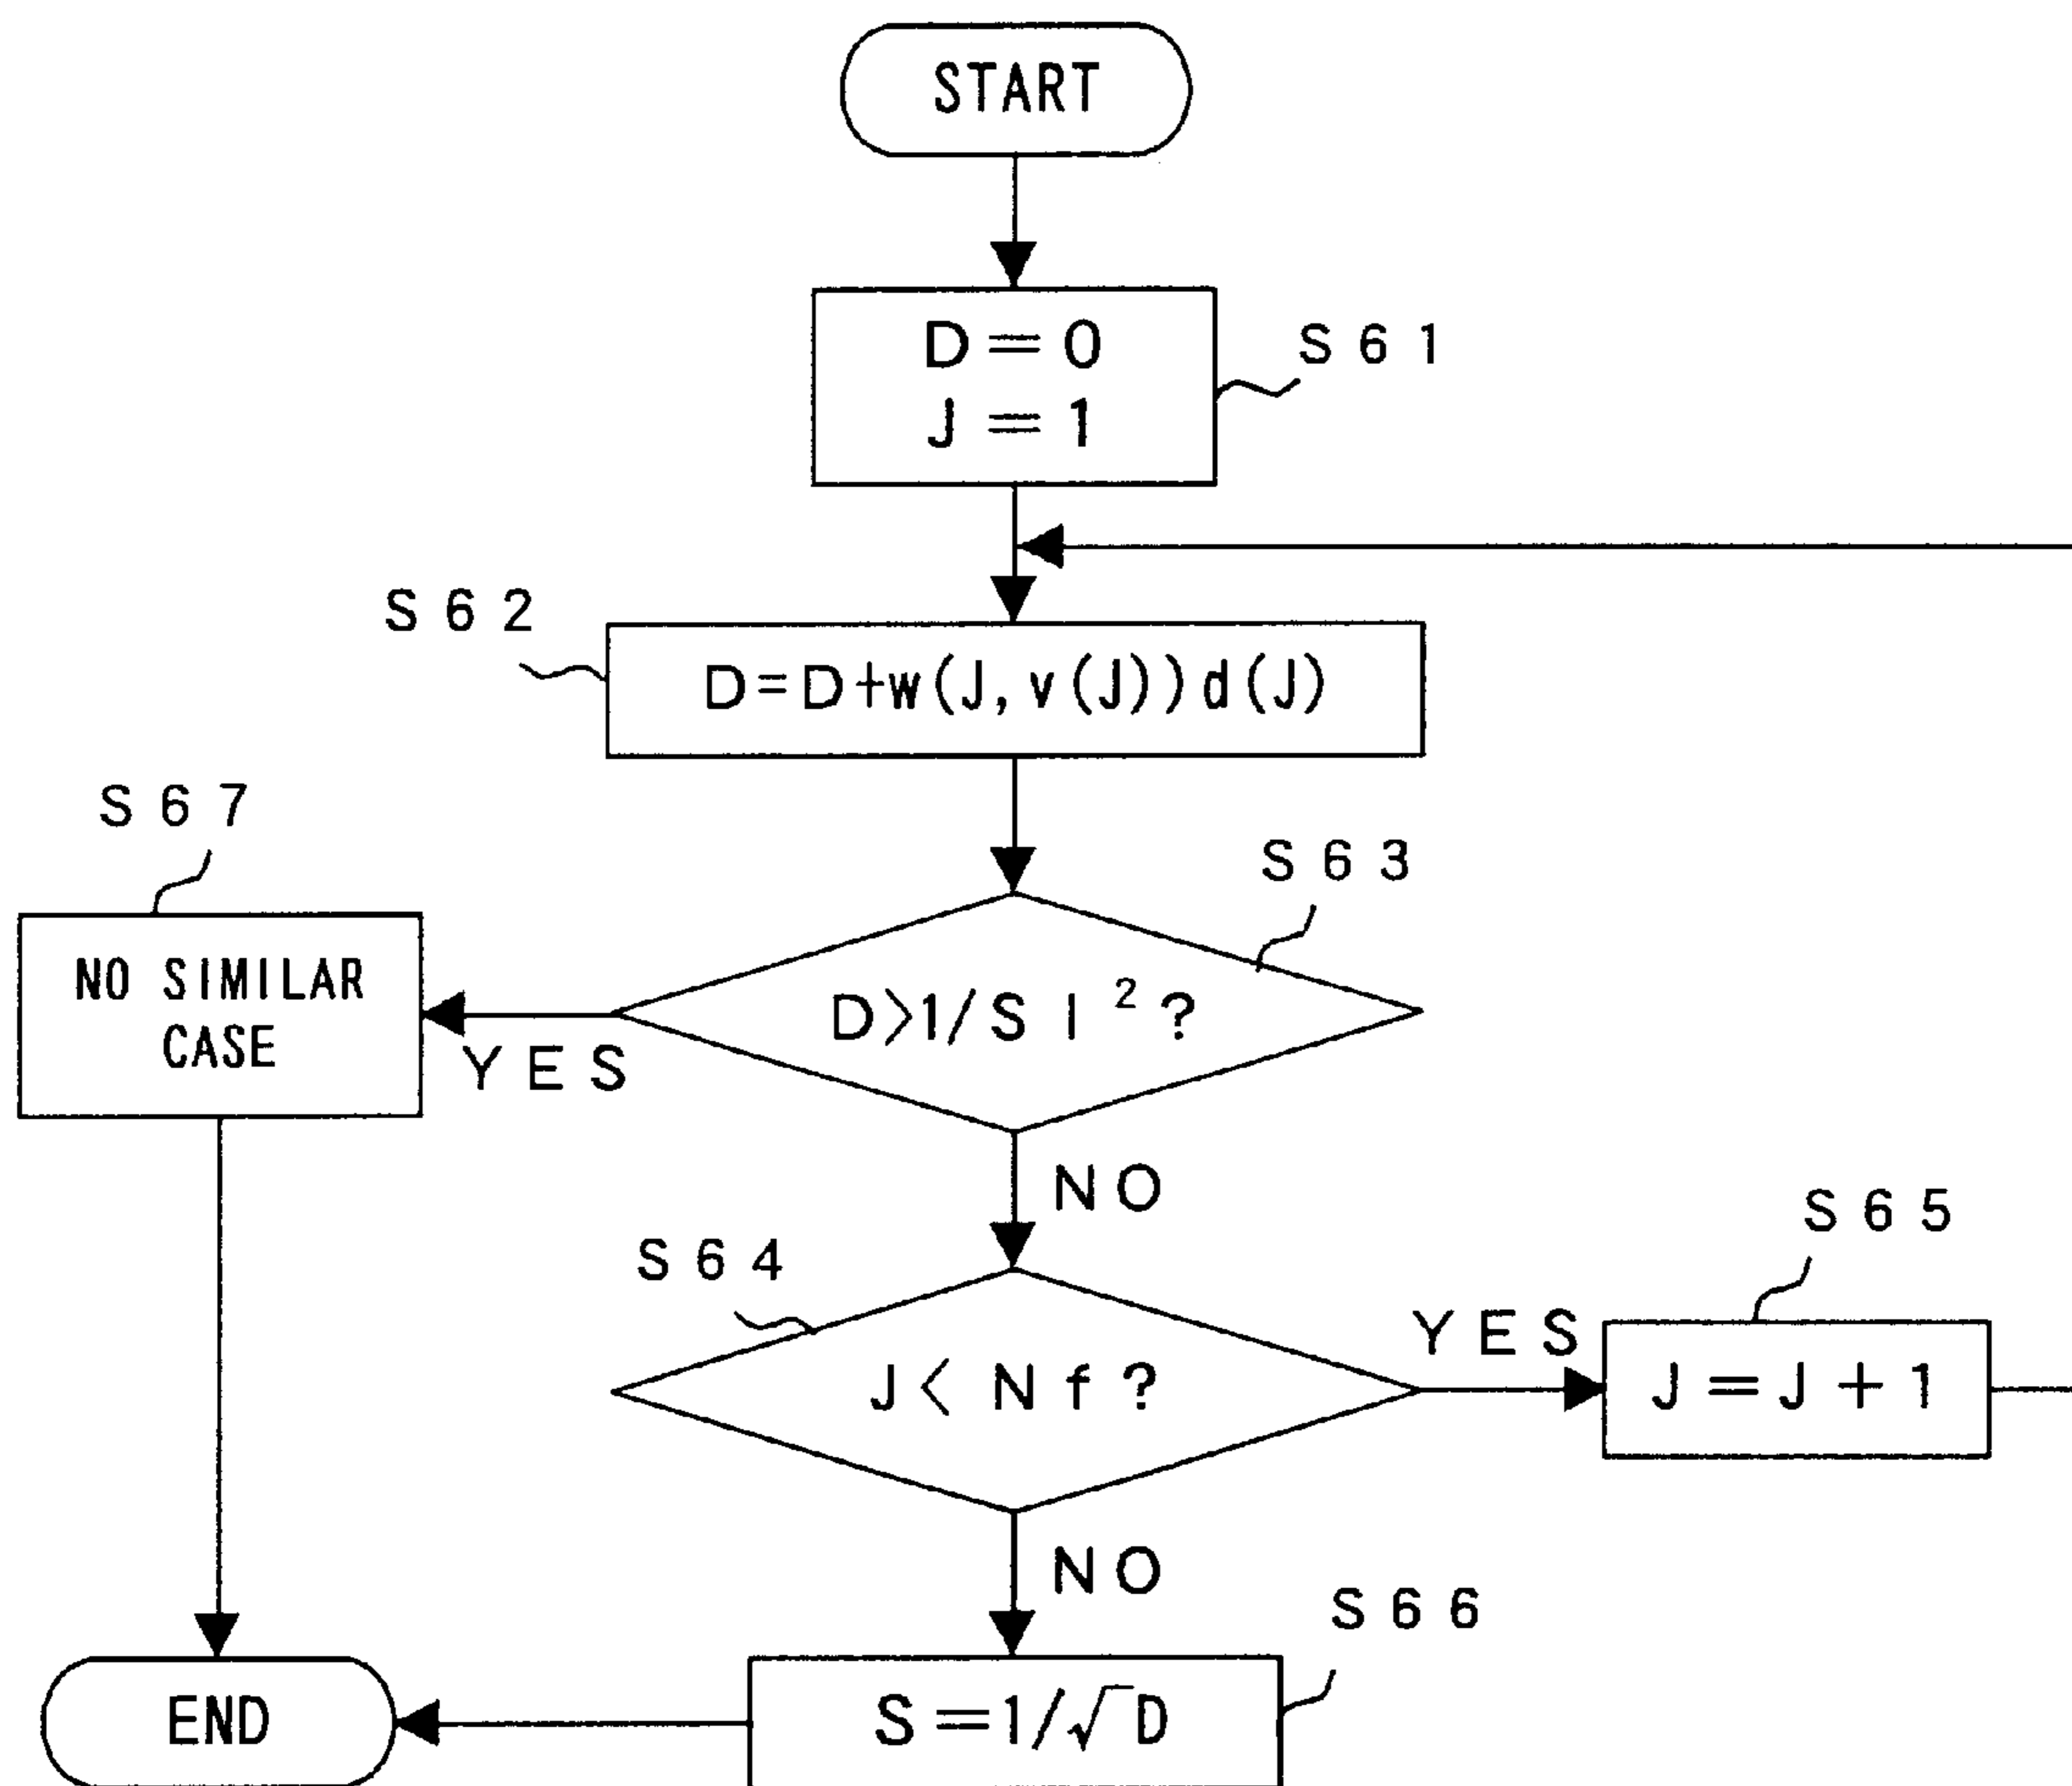 START
D=0
J=1
S61
S62
D=D+w(J,v(J))d(J)
S67
S63
NO SIMILAR
CASE
D>1/Sl²?
YES
NO
S64
S65
J<Nf?
YES
J=J+1
NO
S66
END
S=1/√D